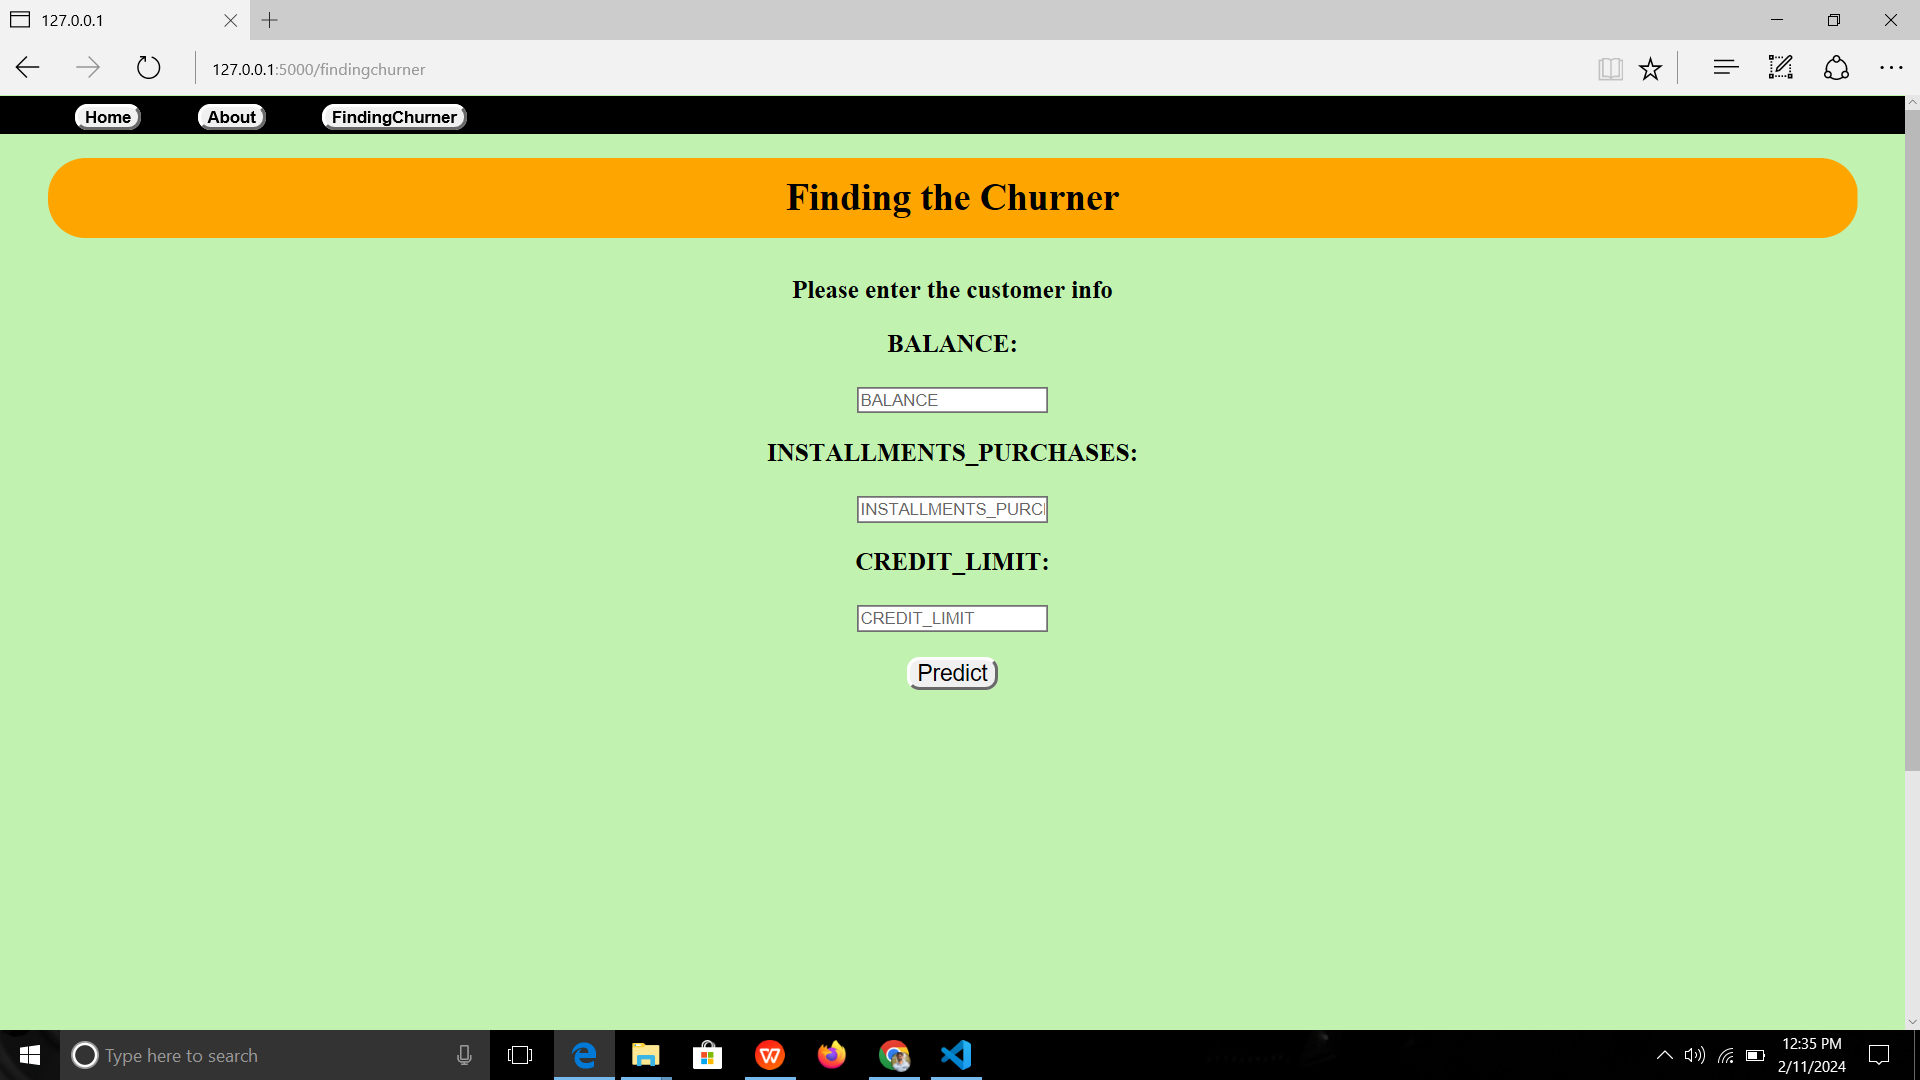 127.0.0.1
127.0.0.1:5000/findingchurner
Home About FindingChurner
Finding the Churner
Please enter the customer info
BALANCE:
BALANCE
INSTALLMENTS_PURCHASES:
INSTALLMENTS_PURC
CREDIT_LIMIT:
CREDIT_LIMIT
Predict
Type here to search
12:35 PM
2/11/2024